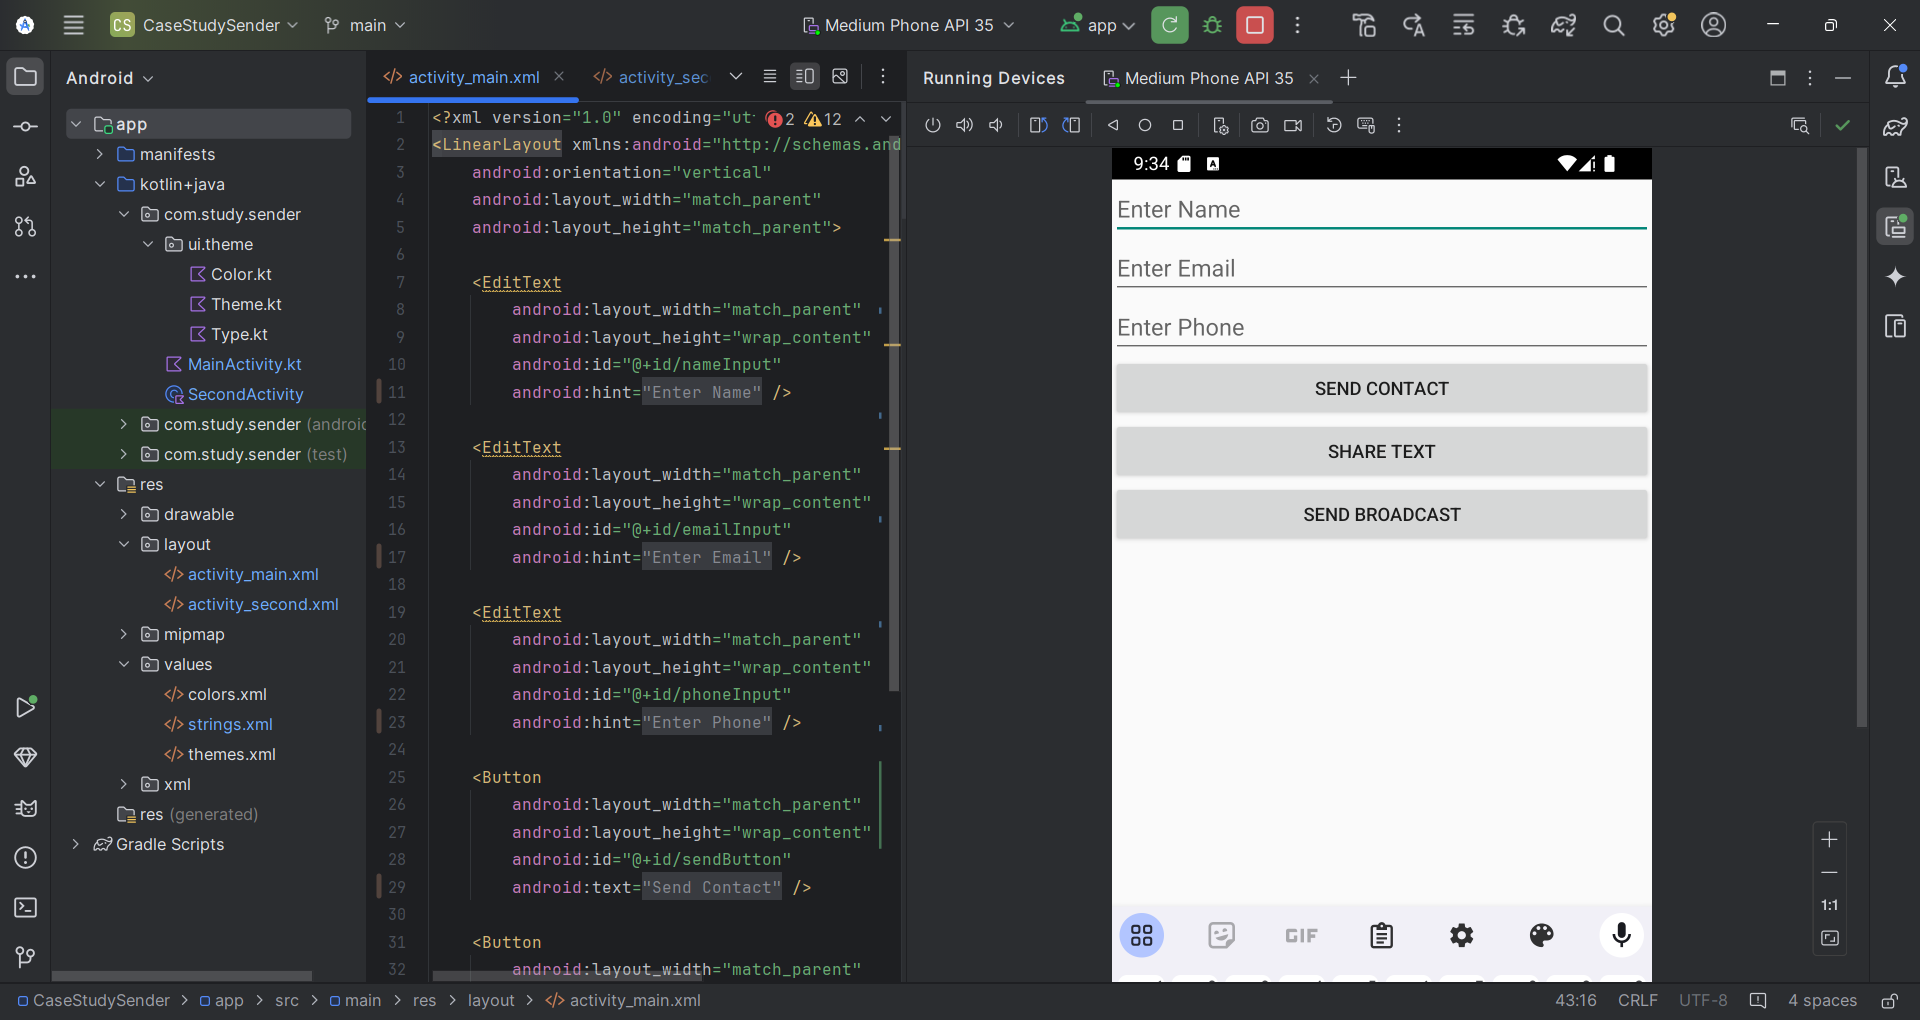 CS CaseStudySender main Medium Phone API 35 app
Android
app
manifests
kotlin+java
com.study.sender
ui.theme
Color.kt
Theme.kt
Type.kt
MainActivity.kt
SecondActivity
com.study.sender (androi
com.study.sender (test)
res
drawable
layout
activity_main.xml
activity_second.xml
mipmap
values
colors.xml
strings.xml
themes.xml
xml
res (generated)
Gradle Scripts
activity_main.xml activity_sec
2 12
1 <?xml version="1.0" encoding="ut
2 <LinearLayout xmlns:android="http://schemas.and
3 android:orientation="vertical"
4 android:layout_width="match_parent"
5 android:layout_height="match_parent">
6
7 <EditText
8 android:layout_width="match_parent"
9 android:layout_height="wrap_content"
10 android:id="@+id/nameInput"
11 android:hint="Enter Name" />
12
13 <EditText
14 android:layout_width="match_parent"
15 android:layout_height="wrap_content"
16 android:id="@+id/emailInput"
17 android:hint="Enter Email" />
18
19 <EditText
20 android:layout_width="match_parent"
21 android:layout_height="wrap_content"
22 android:id="@+id/phoneInput"
23 android:hint="Enter Phone" />
24
25 <Button
26 android:layout_width="match_parent"
27 android:layout_height="wrap_content"
28 android:id="@+id/sendButton"
29 android:text="Send Contact" />
30
31 <Button
32 android:layout_width="match_parent"
Running Devices Medium Phone API 35
9:34
Enter Name
Enter Email
Enter Phone
SEND CONTACT
SHARE TEXT
SEND BROADCAST
GIF
1:1
CaseStudySender > app > src > main > res > layout > activity_main.xml
43:16 CRLF UTF-8 4 spaces